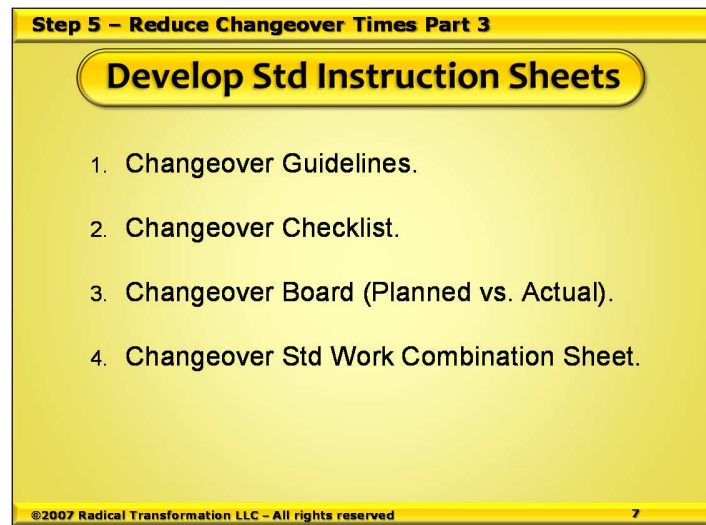 Step 5 – Reduce Changeover Times Part 3
Develop Std Instruction Sheets
1. Changeover Guidelines.
2. Changeover Checklist.
3. Changeover Board (Planned vs. Actual).
4. Changeover Std Work Combination Sheet.
©2007 Radical Transformation LLC – All rights reserved 7